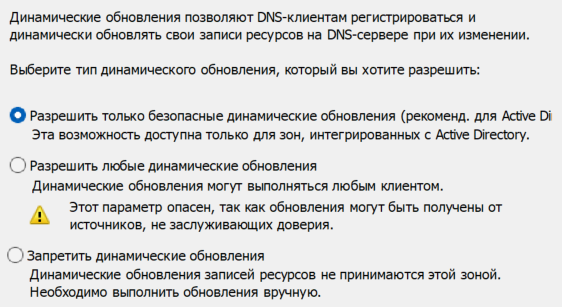 Динамические обновления позволяют DNS-клиентам регистрироваться и
динамически обновлять свои записи ресурсов на DNS-сервере при их изменении.
Выберите тип динамического обновления, который вы хотите разрешить:
Разрешить только безопасные динамические обновления (рекоменд. для Active Di
Эта возможность доступна только для зон, интегрированных с Active Directory.
Разрешить любые динамические обновления
Динамические обновления могут выполняться любым клиентом.
Этот параметр опасен, так как обновления могут быть получены от
источников, не заслуживающих доверия.
Запретить динамические обновления
Динамические обновления записей ресурсов не принимаются этой зоной.
Необходимо выполнить обновления вручную.